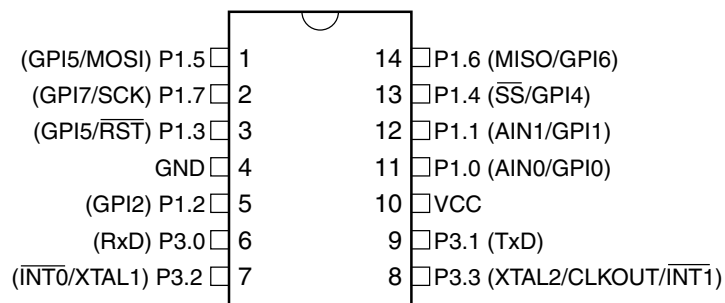 (GPI5/MOSI) P1.5 1 14 P1.6 (MISO/GPI6)
(GPI7/SCK) P1.7 2 13 P1.4 (SS/GPI4)
(GPI5/RST) P1.3 3 12 P1.1 (AIN1/GPI1)
GND 4 11 P1.0 (AIN0/GPI0)
(GPI2) P1.2 5 10 VCC
(RxD) P3.0 6 9 P3.1 (TxD)
(INT0/XTAL1) P3.2 7 8 P3.3 (XTAL2/CLKOUT/INT1)